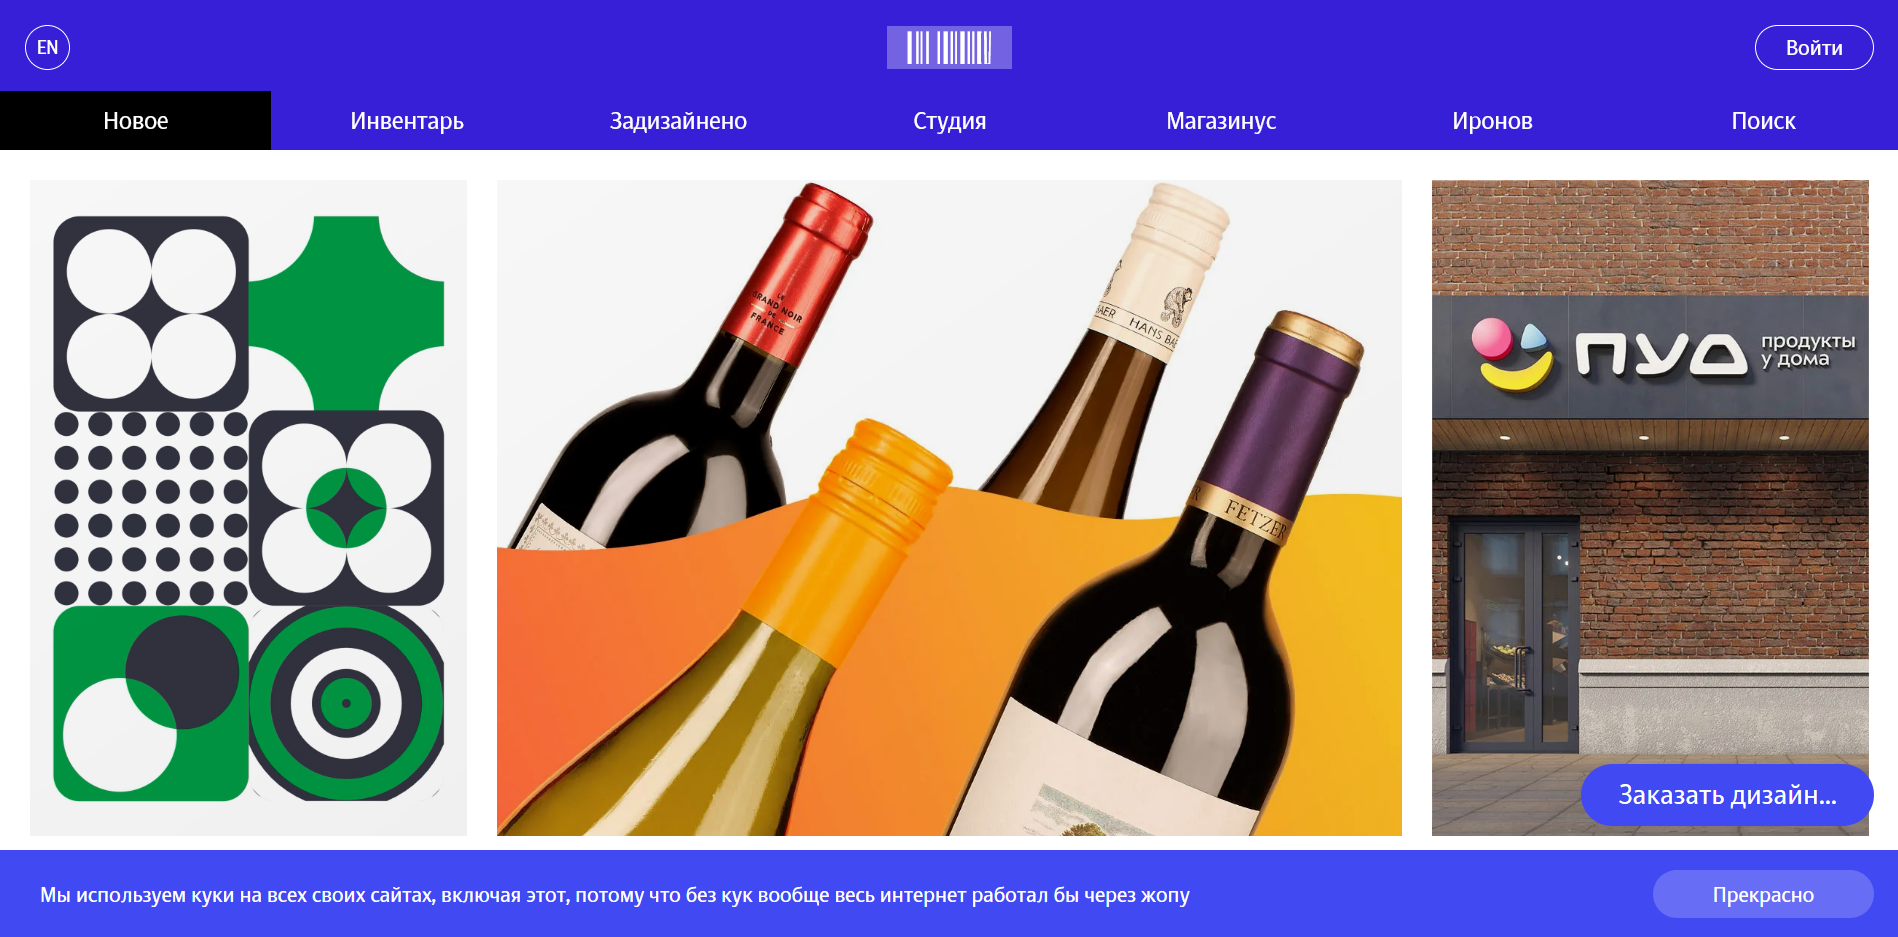 EN
Войти
Новое
Инвентарь
Задизайнено
Студия
Магазинус
Иронов
Поиск
LE
GRAND NOIR
DE
FRANCE
HANS
FETZER
ПУД
продукты
у дома
Заказать дизайн...
Мы используем куки на всех своих сайтах, включая этот, потому что без кук вообще весь интернет работал бы через жопу
Прекрасно